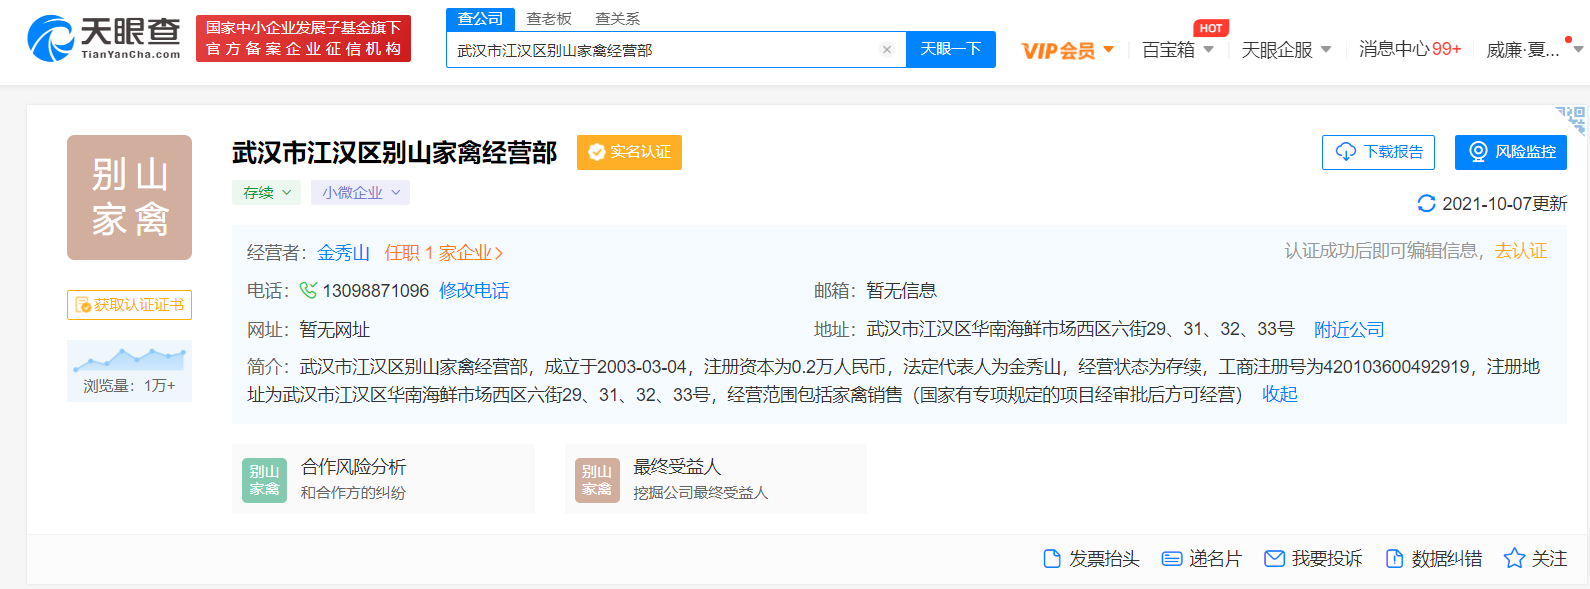 天眼查
TianYanCha.com
国家中小企业发展子基金旗下
官方备案企业征信机构
查公司 查老板 查关系
武汉市江汉区别山家禽经营部 × 天眼一下
VIP会员 百宝箱 HOT 天眼企服 消息中心99+ 威廉·夏...
别山
家禽
武汉市江汉区别山家禽经营部 实名认证
下载报告 风险监控
存续 小微企业
2021-10-07更新
经营者：金秀山 任职 1 家企业>
认证成功后即可编辑信息，去认证
电话：13098871096 修改电话 邮箱：暂无信息
获取认证证书
网址：暂无网址 地址：武汉市江汉区华南海鲜市场西区六街29、31、32、33号 附近公司
浏览量：1万+
简介：武汉市江汉区别山家禽经营部，成立于2003-03-04，注册资本为0.2万人民币，法定代表人为金秀山，经营状态为存续，工商注册号为420103600492919，注册地
址为武汉市江汉区华南海鲜市场西区六街29、31、32、33号，经营范围包括家禽销售（国家有专项规定的项目经审批后方可经营） 收起
别山
家禽
合作风险分析
和合作方的纠纷
别山
家禽
最终受益人
挖掘公司最终受益人
发票抬头 递名片 我要投诉 数据纠错 关注